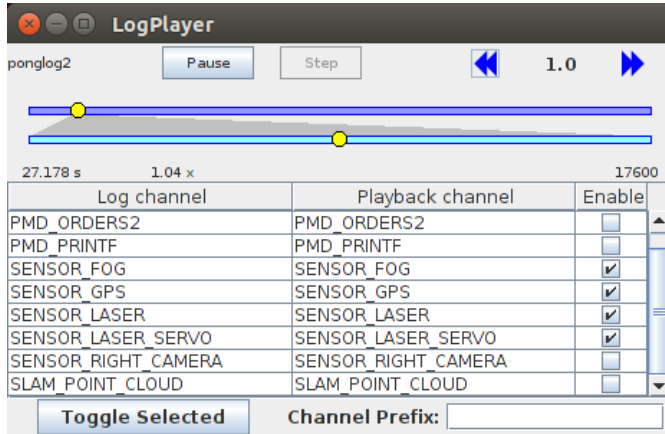 LogPlayer
ponglog2 Pause Step 1.0
27.178 s 1.04 x 17600
Log channel Playback channel Enable
PMD_ORDERS2 PMD_ORDERS2
PMD_PRINTF PMD_PRINTF
SENSOR_FOG SENSOR_FOG
SENSOR_GPS SENSOR_GPS
SENSOR_LASER SENSOR_LASER
SENSOR_LASER_SERVO SENSOR_LASER_SERVO
SENSOR_RIGHT_CAMERA SENSOR_RIGHT_CAMERA
SLAM_POINT_CLOUD SLAM_POINT_CLOUD
Toggle Selected Channel Prefix: